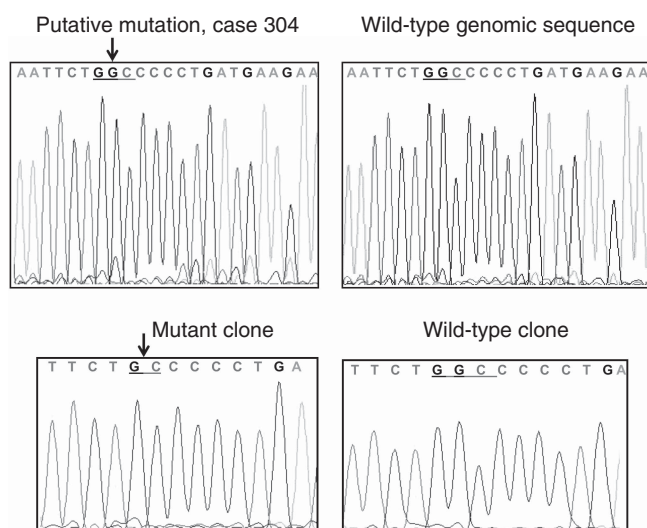 Putative mutation, case 304
Wild-type genomic sequence
AATTCTGGCCCCCTGATGAAGAA
AATTCTGGCCCCCTGATGAAGAA
Mutant clone
Wild-type clone
TTCTGCCCCCTGA
TTCTGGCCCCCTGA